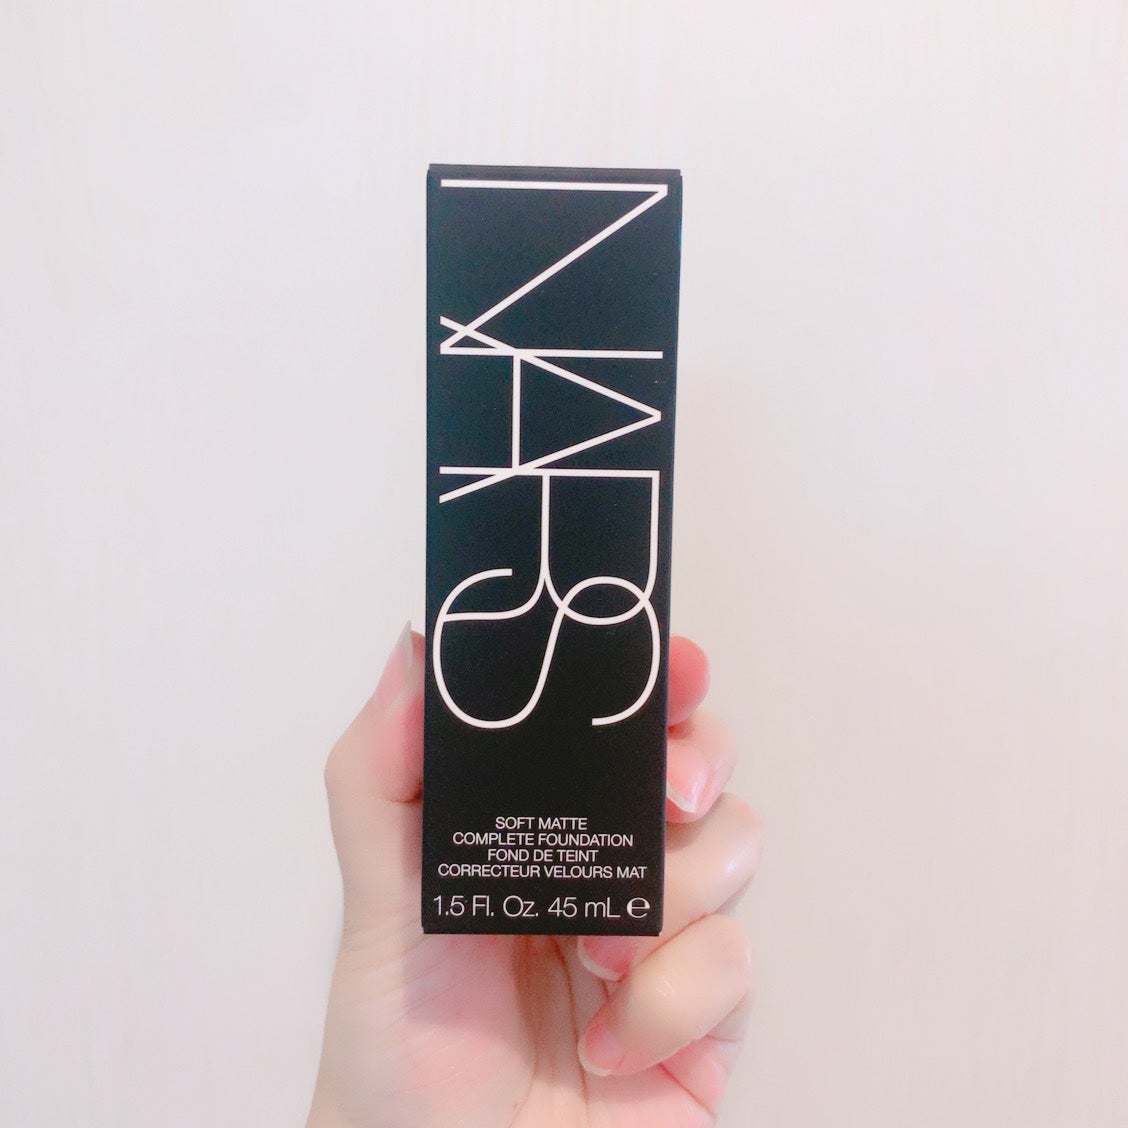 NARS
SOFT MATTE
COMPLETE FOUNDATION
FOND DE TEINT
CORRECTEUR VELOURS MAT
1.5 Fl. Oz. 45 mL ℮